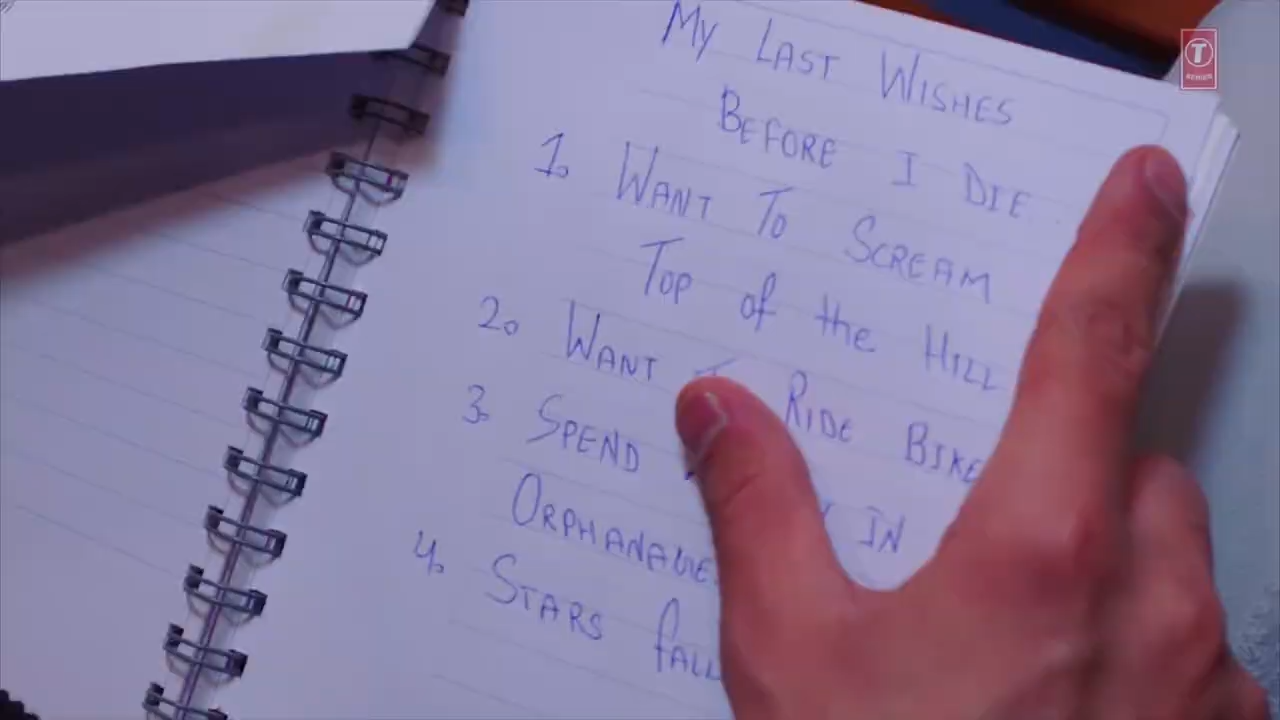 My LAST WISHES
BEFORE I DIE
1. WANT To SCREAM
Top of the HILL
2. WANT RIDE BIKE
3. SPEND IN
ORPHANAGE
4. STARS fALL
T
SERIES